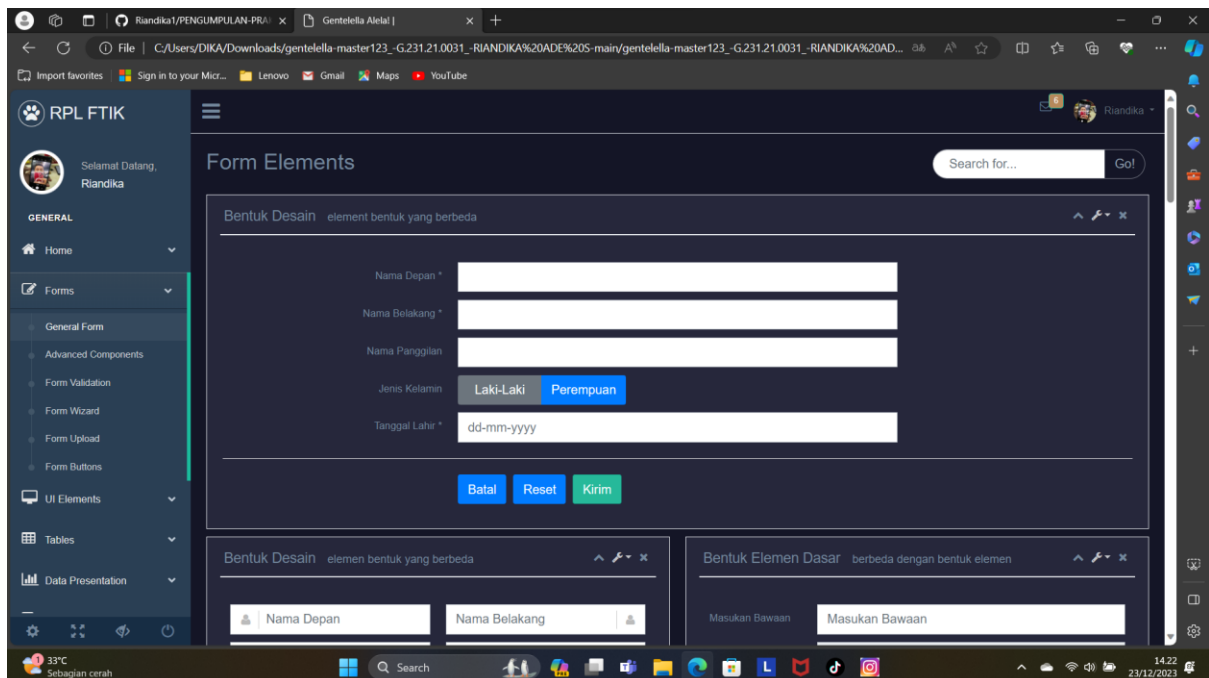 Riandika1/PENGUMPULAN-PRA
Gentelella Alela! |
File | C:/Users/DIKA/Downloads/gentelella-master123_-G.231.21.0031_-RIANDIKA%20ADE%20S-main/gentelella-master123_-G.231.21.0031_-RIANDIKA%20AD...
Import favorites
Sign in to your Micr...
Lenovo
Gmail
Maps
YouTube
RPL FTIK
6
Riandika
Selamat Datang,
Riandika
Form Elements
Search for...
Go!
GENERAL
Home
Forms
General Form
Advanced Components
Form Validation
Form Wizard
Form Upload
Form Buttons
UI Elements
Tables
Data Presentation
Bentuk Desain element bentuk yang berbeda
Nama Depan *
Nama Belakang *
Nama Panggilan
Jenis Kelamin Laki-Laki Perempuan
Tanggal Lahir * dd-mm-yyyy
Batal Reset Kirim
Bentuk Desain elemen bentuk yang berbeda
Nama Depan
Nama Belakang
Bentuk Elemen Dasar berbeda dengan bentuk elemen
Masukan Bawaan Masukan Bawaan
1
33°C
Sebagian cerah
Search
14.22
23/12/2023